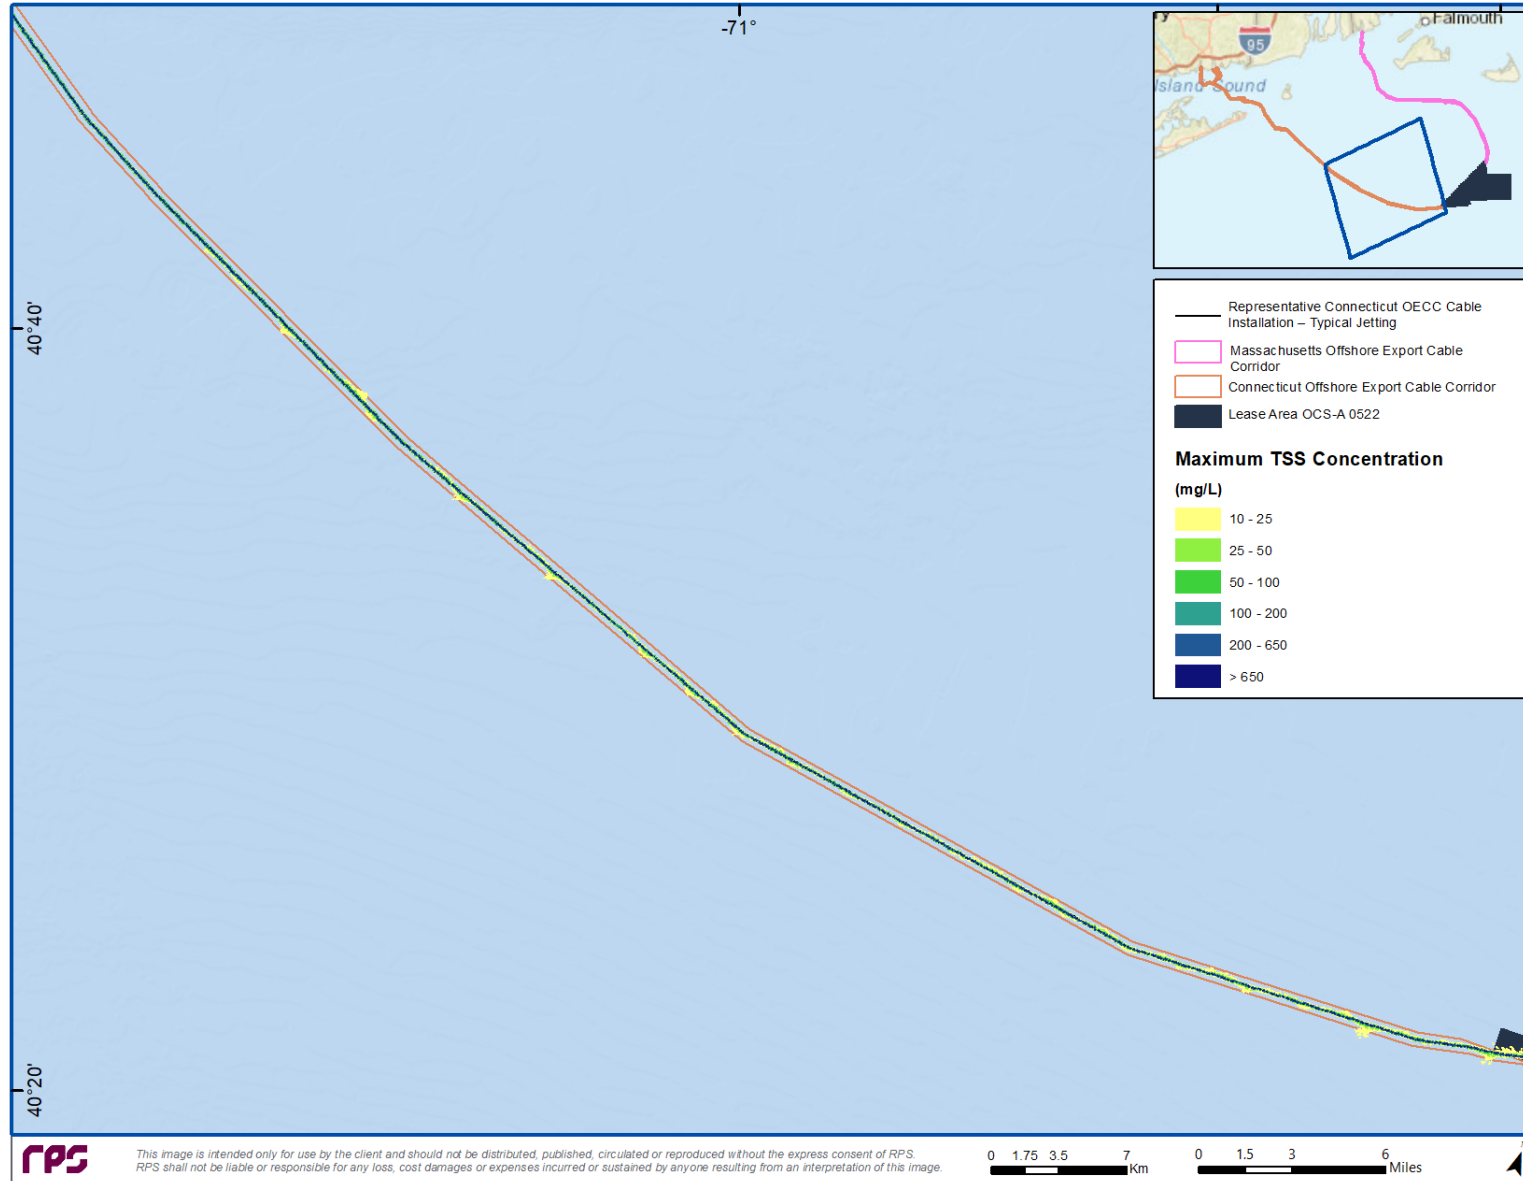 -71°
ry
Falmouth
95
Island Sound
40°40'
Representative Connecticut OECC Cable
Installation – Typical Jetting
Massachusetts Offshore Export Cable
Corridor
Connecticut Offshore Export Cable Corridor
Lease Area OCS-A 0522
Maximum TSS Concentration
(mg/L)
10 - 25
25 - 50
50 - 100
100 - 200
200 - 650
> 650
40°20'
rps
This image is intended only for use by the client and should not be distributed, published, circulated or reproduced without the express consent of RPS.
RPS shall not be liable or responsible for any loss, cost damages or expenses incurred or sustained by anyone resulting from an interpretation of this image.
0 1.75 3.5 7
Km
0 1.5 3 6
Miles